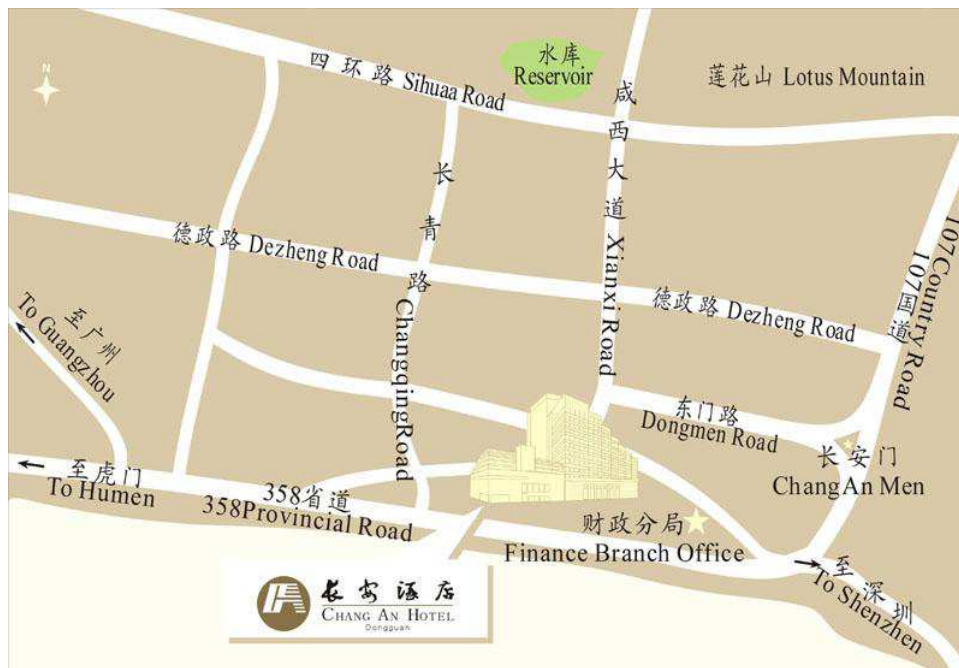 N
水库
Reservoir
莲花山 Lotus Mountain
四环路 Sihuaa Road
咸西大道 Xianxi Road
长青路 ChangqingRoad
德政路 Dezheng Road
德政路 Dezheng Road
107国道
107Country Road
至广州
To Guangzhou
东门路
Dongmen Road
长安门
ChangAn Men
至虎门
To Humen
358省道
358Provincial Road
财政分局
Finance Branch Office
至深圳
To Shenzhen
長安酒店
CHANG AN HOTEL
Dongguan